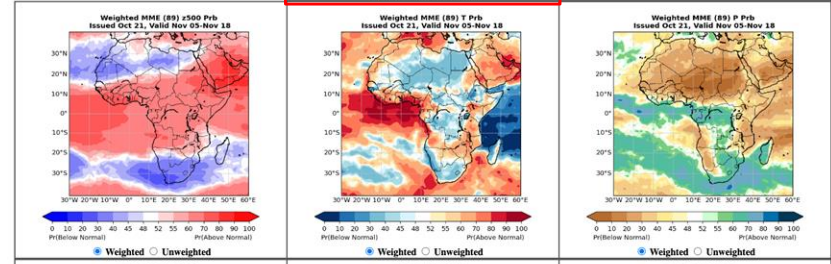 Weighted MME (89) z500 Prb
Issued Oct 21, Valid Nov 05-Nov 18
30°N
20°N
10°N
0°
10°S
20°S
30°S
30°W 20°W 10°W 0° 10°E 20°E 30°E 40°E 50°E 60°E
0 10 20 30 40 45 48 52 55 60 70 80 90 100
Pr(Below Normal) Pr(Above Normal)
Weighted Unweighted
Weighted MME (89) T Prb
Issued Oct 21, Valid Nov 05-Nov 18
30°N
20°N
10°N
0°
10°S
20°S
30°S
30°W 20°W 10°W 0° 10°E 20°E 30°E 40°E 50°E 60°E
0 10 20 30 40 45 48 52 55 60 70 80 90 100
Pr(Below Normal) Pr(Above Normal)
Weighted Unweighted
Weighted MME (89) P Prb
Issued Oct 21, Valid Nov 05-Nov 18
30°N
20°N
10°N
0°
10°S
20°S
30°S
30°W 20°W 10°W 0° 10°E 20°E 30°E 40°E 50°E 60°E
0 10 20 30 40 45 48 52 55 60 70 80 90 100
Pr(Below Normal) Pr(Above Normal)
Weighted Unweighted